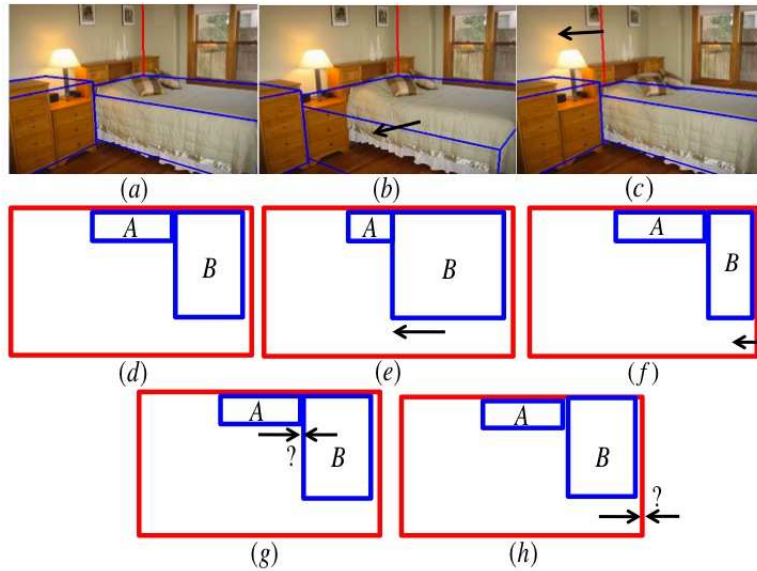 (a) (b) (c)
A B A B A B
(d) (e) (f)
A B ? A B ?
(g) (h)